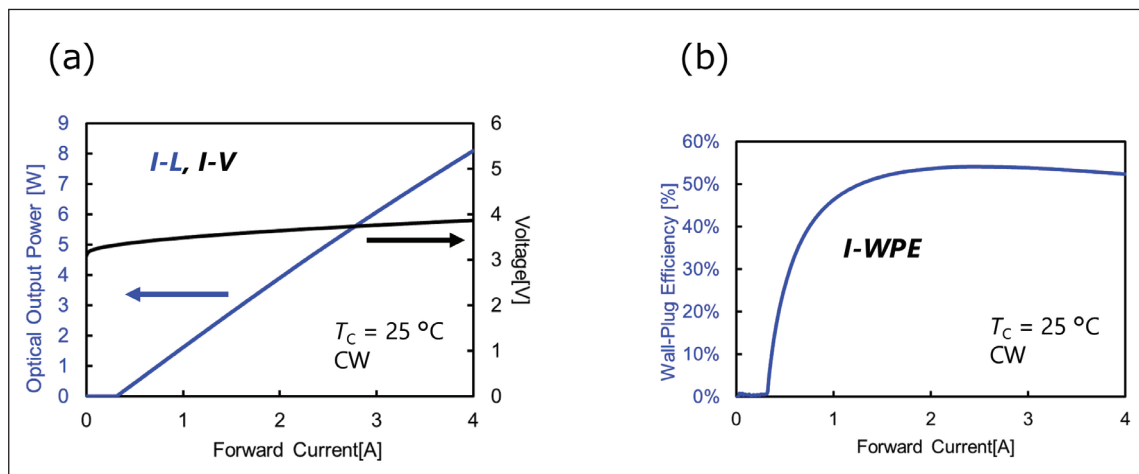 (a)
9
8
7
6
5
4
3
2
1
0
Optical Output Power [W]
I-L, I-V
T_C = 25 °C
CW
6
5
4
3
2
1
0
Voltage[V]
0 1 2 3 4
Forward Current[A]
(b)
60%
50%
40%
30%
20%
10%
0%
Wall-Plug Efficiency [%]
I-WPE
T_C = 25 °C
CW
0 1 2 3 4
Forward Current[A]